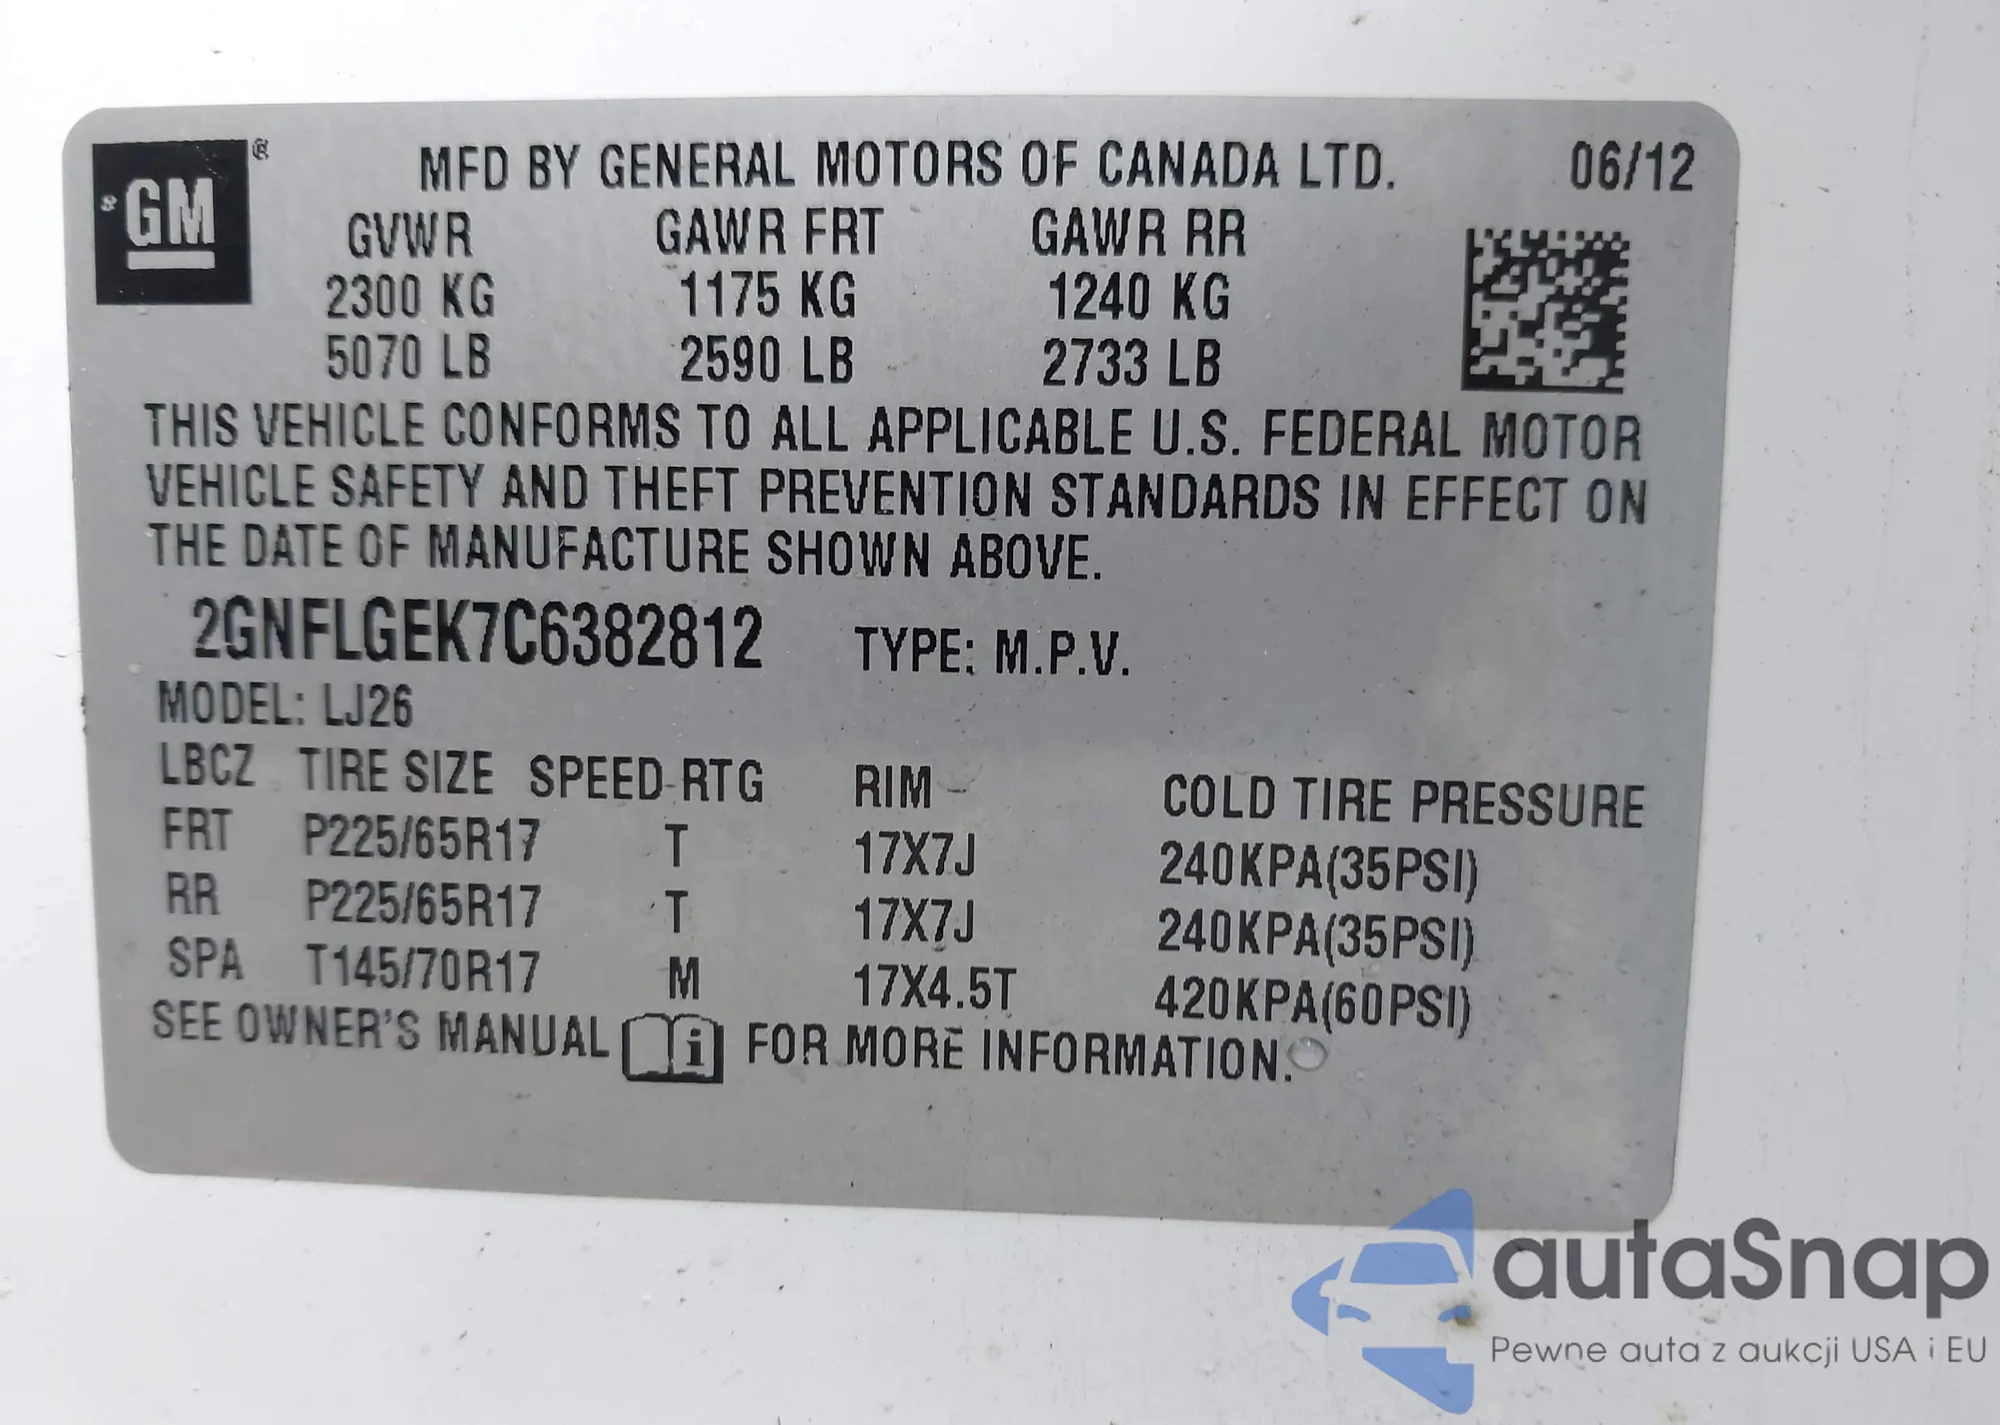 GM ®
MFD BY GENERAL MOTORS OF CANADA LTD. 06/12
GVWR GAWR FRT GAWR RR
2300 KG 1175 KG 1240 KG
5070 LB 2590 LB 2733 LB
THIS VEHICLE CONFORMS TO ALL APPLICABLE U.S. FEDERAL MOTOR
VEHICLE SAFETY AND THEFT PREVENTION STANDARDS IN EFFECT ON
THE DATE OF MANUFACTURE SHOWN ABOVE.
2GNFLGEK7C6382812 TYPE: M.P.V.
MODEL: LJ26
LBCZ TIRE SIZE SPEED RTG RIM COLD TIRE PRESSURE
FRT P225/65R17 T 17X7J 240KPA(35PSI)
RR P225/65R17 T 17X7J 240KPA(35PSI)
SPA T145/70R17 M 17X4.5T 420KPA(60PSI)
SEE OWNER'S MANUAL i FOR MORE INFORMATION.
autaSnap
Pewne auta z aukcji USA i EU